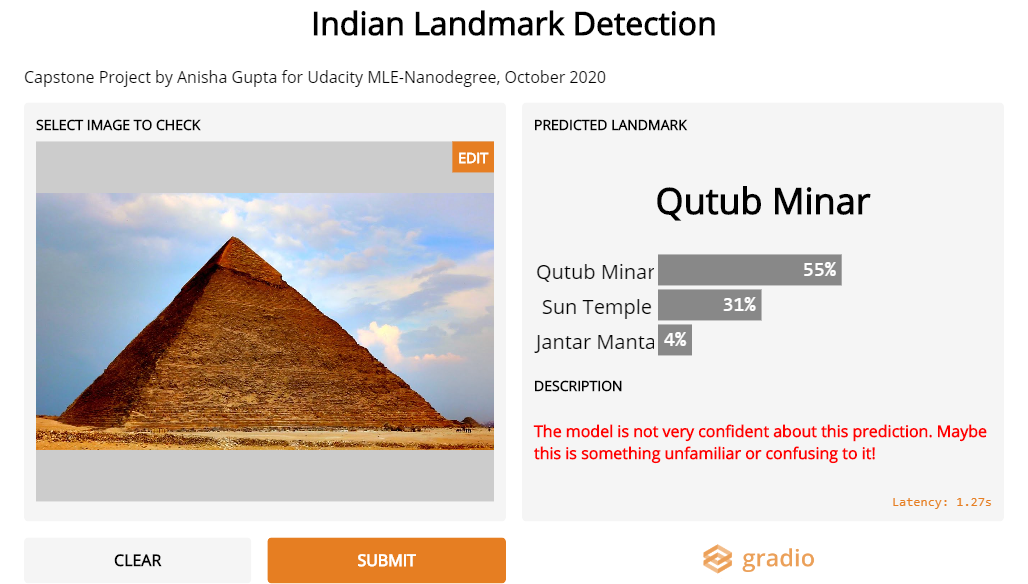 Indian Landmark Detection
Capstone Project by Anisha Gupta for Udacity MLE-Nanodegree, October 2020
SELECT IMAGE TO CHECK
EDIT
PREDICTED LANDMARK
Qutub Minar
Qutub Minar 55%
Sun Temple 31%
Jantar Manta 4%
DESCRIPTION
The model is not very confident about this prediction. Maybe
this is something unfamiliar or confusing to it!
Latency: 1.27s
CLEAR
SUBMIT
gradio